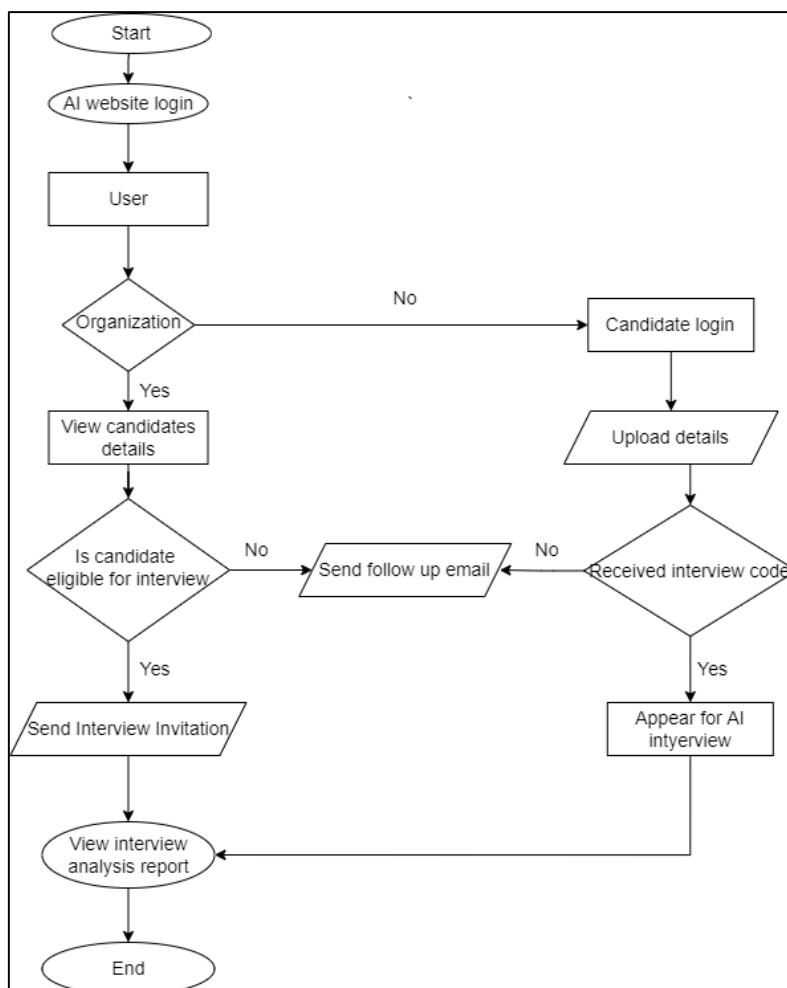 Start
AI website login
`
User
Organization
No
Candidate login
Yes
View candidates
details
Upload details
Is candidate
eligible for interview
No
Send follow up email
No
Received interview code
Yes
Yes
Send Interview Invitation
Appear for AI
intyerview
View interview
analysis report
End